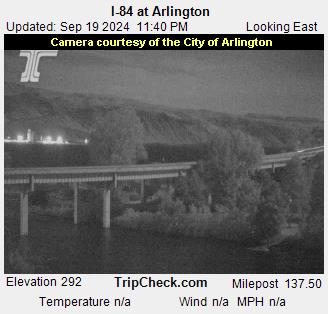 I-84 at Arlington
Updated: Sep 19 2024 11:40 PM Looking East
Camera courtesy of the City of Arlington
Elevation 292 TripCheck.com Milepost 137.50
Temperature n/a Wind n/a MPH n/a